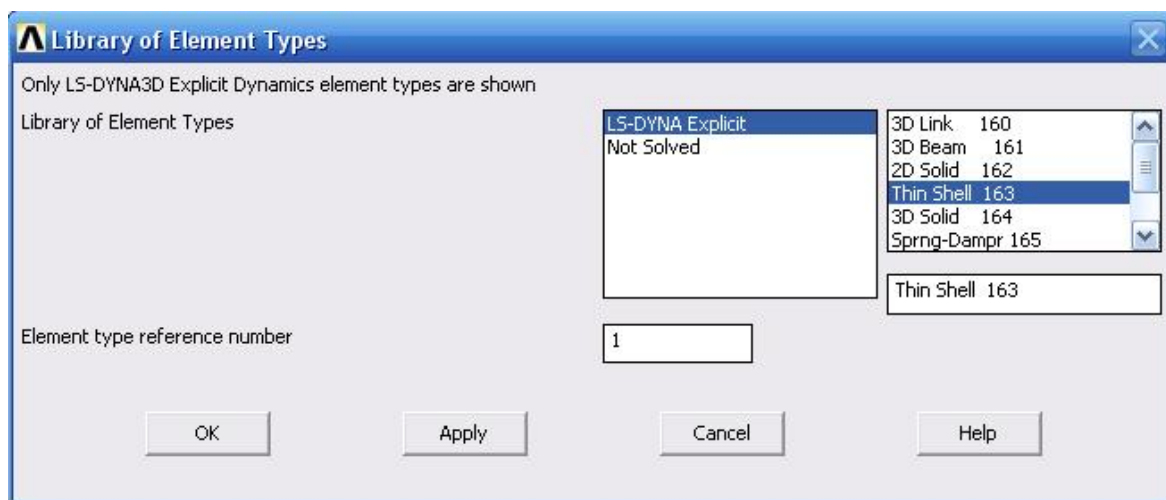 Library of Element Types
Only LS-DYNA3D Explicit Dynamics element types are shown
Library of Element Types
LS-DYNA Explicit
Not Solved
3D Link 160
3D Beam 161
2D Solid 162
Thin Shell 163
3D Solid 164
Sprng-Dampr 165
Thin Shell 163
Element type reference number
1
OK Apply Cancel Help